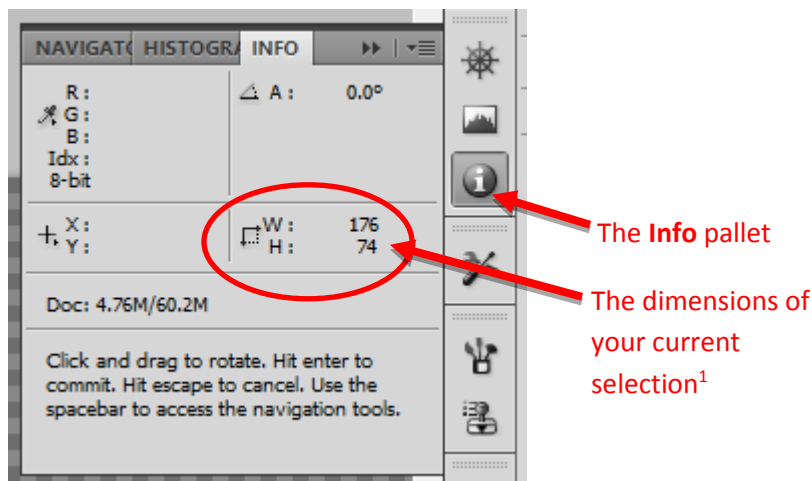 NAVIGAT( HISTOGRA INFO
R :
G :
B :
Idx :
8-bit
A : 0.0°
X :
Y :
W : 176
H : 74
Doc: 4.76M/60.2M
Click and drag to rotate. Hit enter to
commit. Hit escape to cancel. Use the
spacebar to access the navigation tools.
The Info pallet
The dimensions of
your current
selection¹